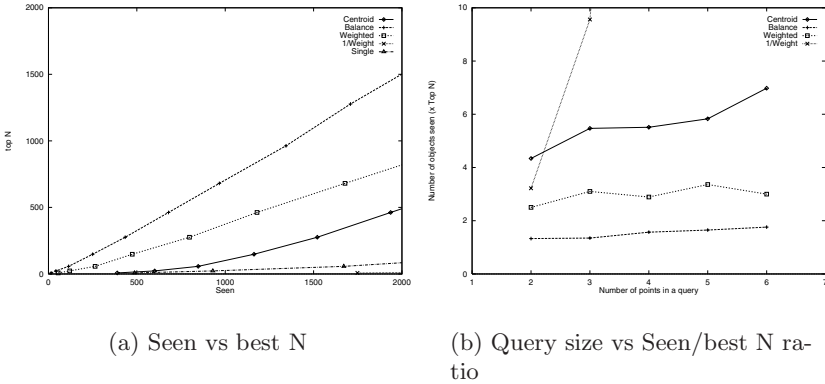 2000
1500
1000
500
0
top N
0
500
1000
1500
2000
Seen
Centroid
Balance
Weighted
1/Weight
Single
10
8
6
4
2
0
Number of objects seen (x Top N)
1
2
3
4
5
6
7
Number of points in a query
Centroid
Balance
Weighted
1/Weight
(a) Seen vs best N
(b) Query size vs Seen/best N ra-
tio